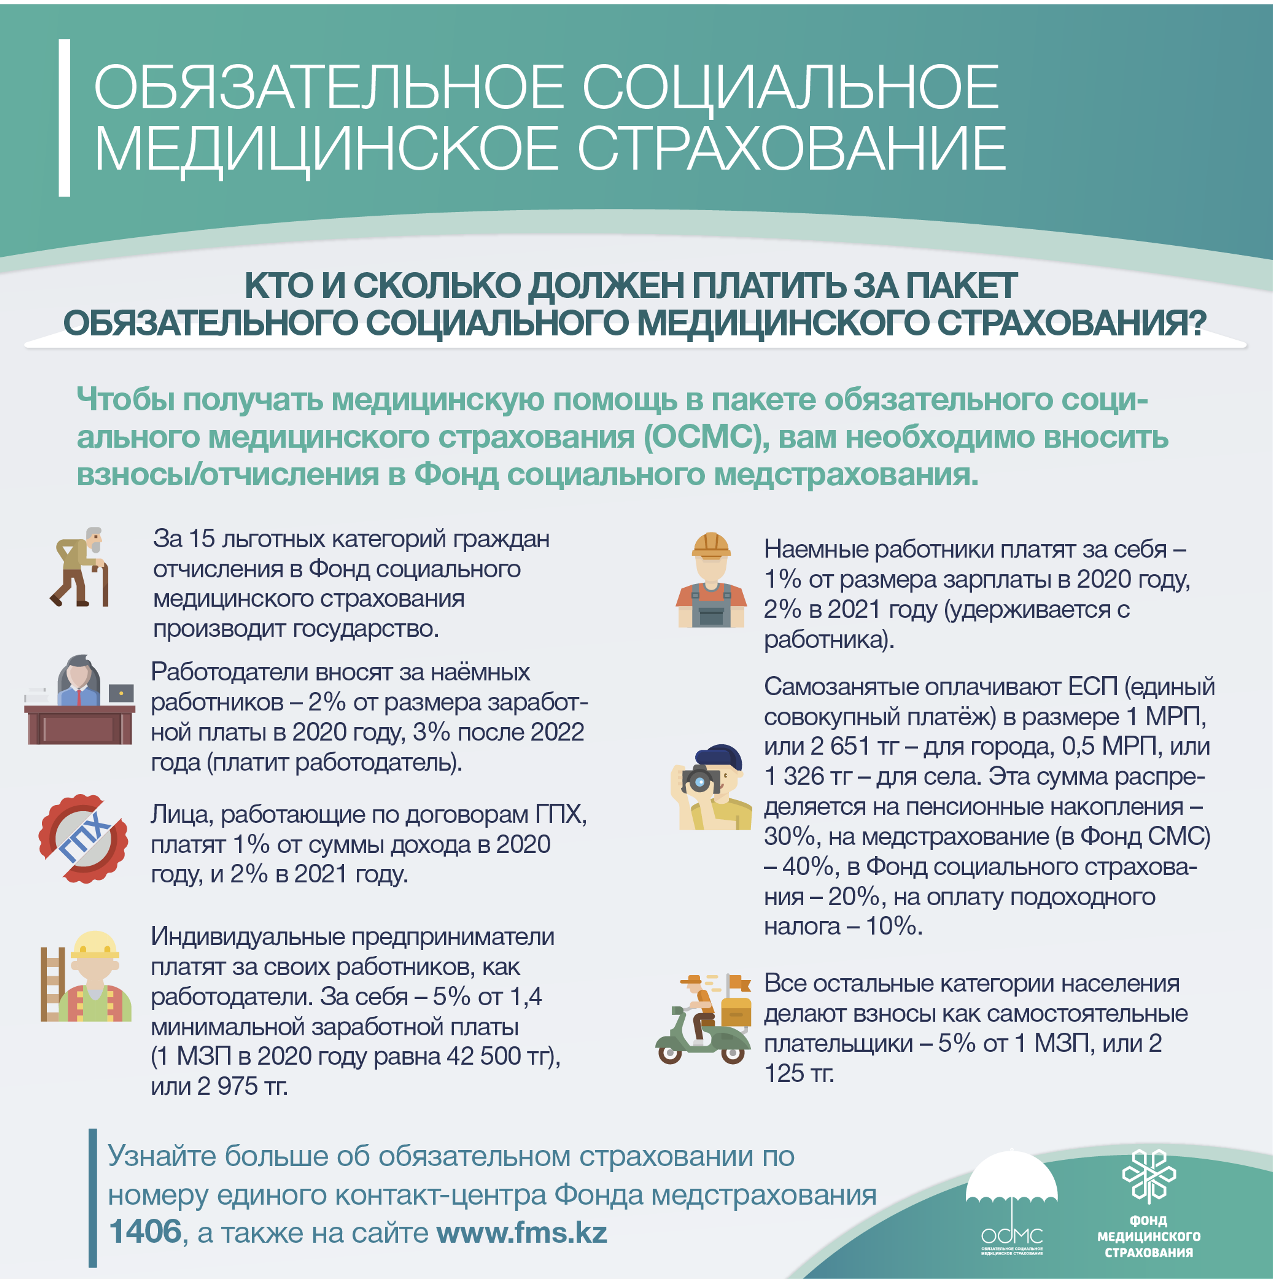 ОБЯЗАТЕЛЬНОЕ СОЦИАЛЬНОЕ
МЕДИЦИНСКОЕ СТРАХОВАНИЕ
КТО И СКОЛЬКО ДОЛЖЕН ПЛАТИТЬ ЗА ПАКЕТ
ОБЯЗАТЕЛЬНОГО СОЦИАЛЬНОГО МЕДИЦИНСКОГО СТРАХОВАНИЯ?
Чтобы получать медицинскую помощь в пакете обязательного соци-
ального медицинского страхования (ОСМС), вам необходимо вносить
взносы/отчисления в Фонд социального медстрахования.
За 15 льготных категорий граждан
отчисления в Фонд социального
медицинского страхования
производит государство.
Работодатели вносят за наёмных
работников – 2% от размера заработ-
ной платы в 2020 году, 3% после 2022
года (платит работодатель).
ГПХ
Лица, работающие по договорам ГПХ,
платят 1% от суммы дохода в 2020
году, и 2% в 2021 году.
Индивидуальные предприниматели
платят за своих работников, как
работодатели. За себя – 5% от 1,4
минимальной заработной платы
(1 МЗП в 2020 году равна 42 500 тг),
или 2 975 тг.
Наемные работники платят за себя –
1% от размера зарплаты в 2020 году,
2% в 2021 году (удерживается с
работника).
Самозанятые оплачивают ЕСП (единый
совокупный платёж) в размере 1 МРП,
или 2 651 тг – для города, 0,5 МРП, или
1 326 тг – для села. Эта сумма распре-
деляется на пенсионные накопления –
30%, на медстрахование (в Фонд СМС)
– 40%, в Фонд социального страхова-
ния – 20%, на оплату подоходного
налога – 10%.
Все остальные категории населения
делают взносы как самостоятельные
плательщики – 5% от 1 МЗП, или 2
125 тг.
Узнайте больше об обязательном страховании по
номеру единого контакт-центра Фонда медстрахования
1406, а также на сайте www.fms.kz
ОСМС
ОБЯЗАТЕЛЬНОЕ СОЦИАЛЬНОЕ
МЕДИЦИНСКОЕ СТРАХОВАНИЕ
ФОНД
МЕДИЦИНСКОГО
СТРАХОВАНИЯ